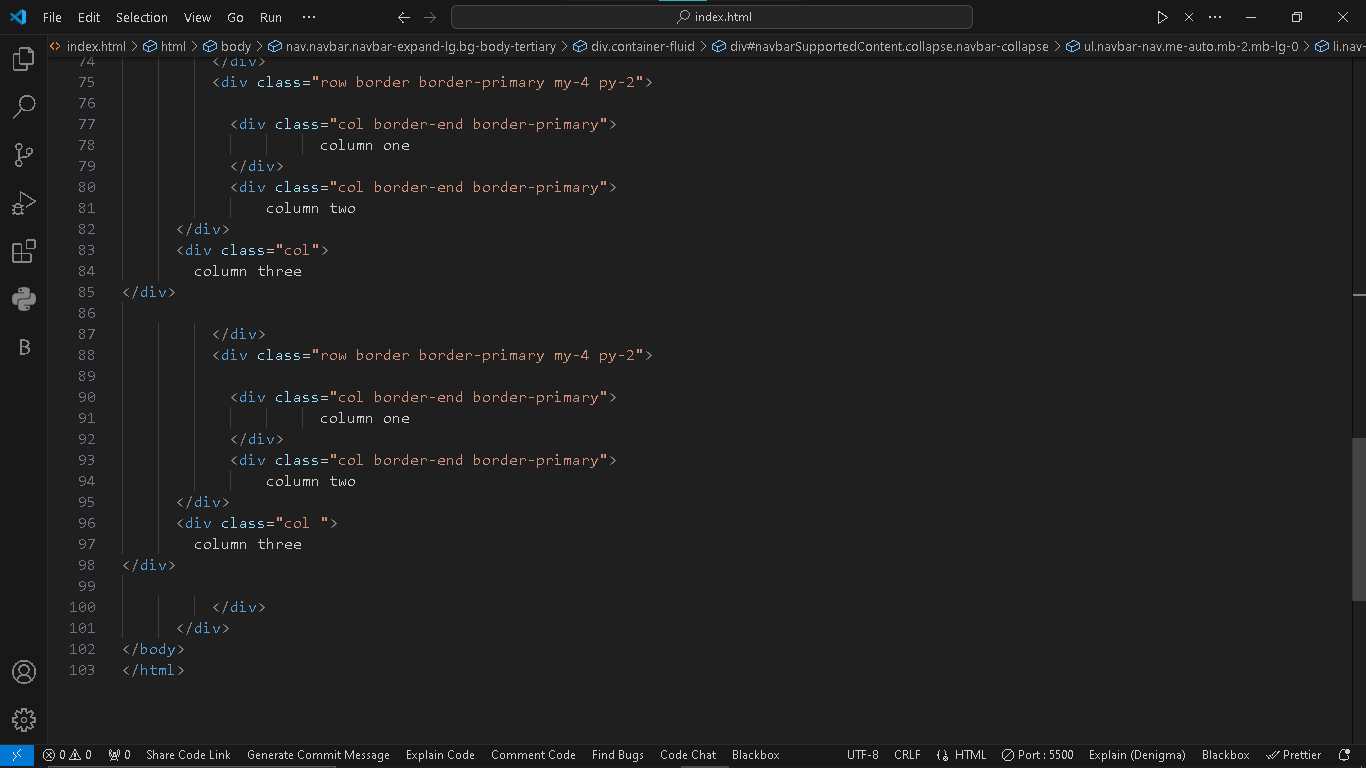 File Edit Selection View Go Run ··· index.html
<> index.html > html > body > nav.navbar.navbar-expand-lg.bg-body-tertiary > div.container-fluid > div#navbarSupportedContent.collapse.navbar-collapse > ul.navbar-nav.me-auto.mb-2.mb-lg-0 > li.nav-
74 </div>
75 <div class="row border border-primary my-4 py-2">
76
77 <div class="col border-end border-primary">
78 column one
79 </div>
80 <div class="col border-end border-primary">
81 column two
82 </div>
83 <div class="col">
84 column three
85 </div>
86
87 </div>
88 <div class="row border border-primary my-4 py-2">
89
90 <div class="col border-end border-primary">
91 column one
92 </div>
93 <div class="col border-end border-primary">
94 column two
95 </div>
96 <div class="col ">
97 column three
98 </div>
99
100 </div>
101 </div>
102 </body>
103 </html>
B
0 0 0 Share Code Link Generate Commit Message Explain Code Comment Code Find Bugs Code Chat Blackbox UTF-8 CRLF {} HTML Port : 5500 Explain (Denigma) Blackbox Prettier